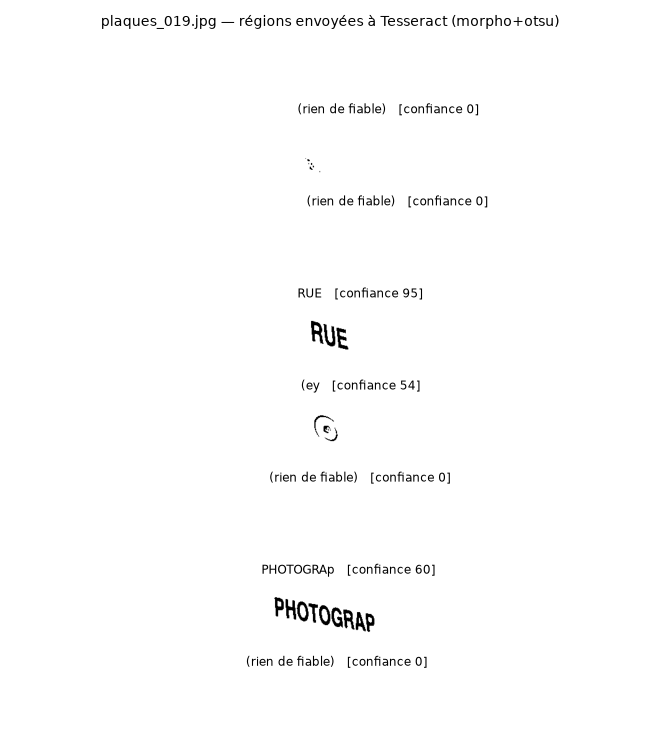 plaques_019.jpg — régions envoyées à Tesseract (morpho+otsu)
(rien de fiable) [confiance 0]
(rien de fiable) [confiance 0]
RUE [confiance 95]
RUE
(ey [confiance 54]
(rien de fiable) [confiance 0]
PHOTOGRAp [confiance 60]
PHOTOGRAP
(rien de fiable) [confiance 0]